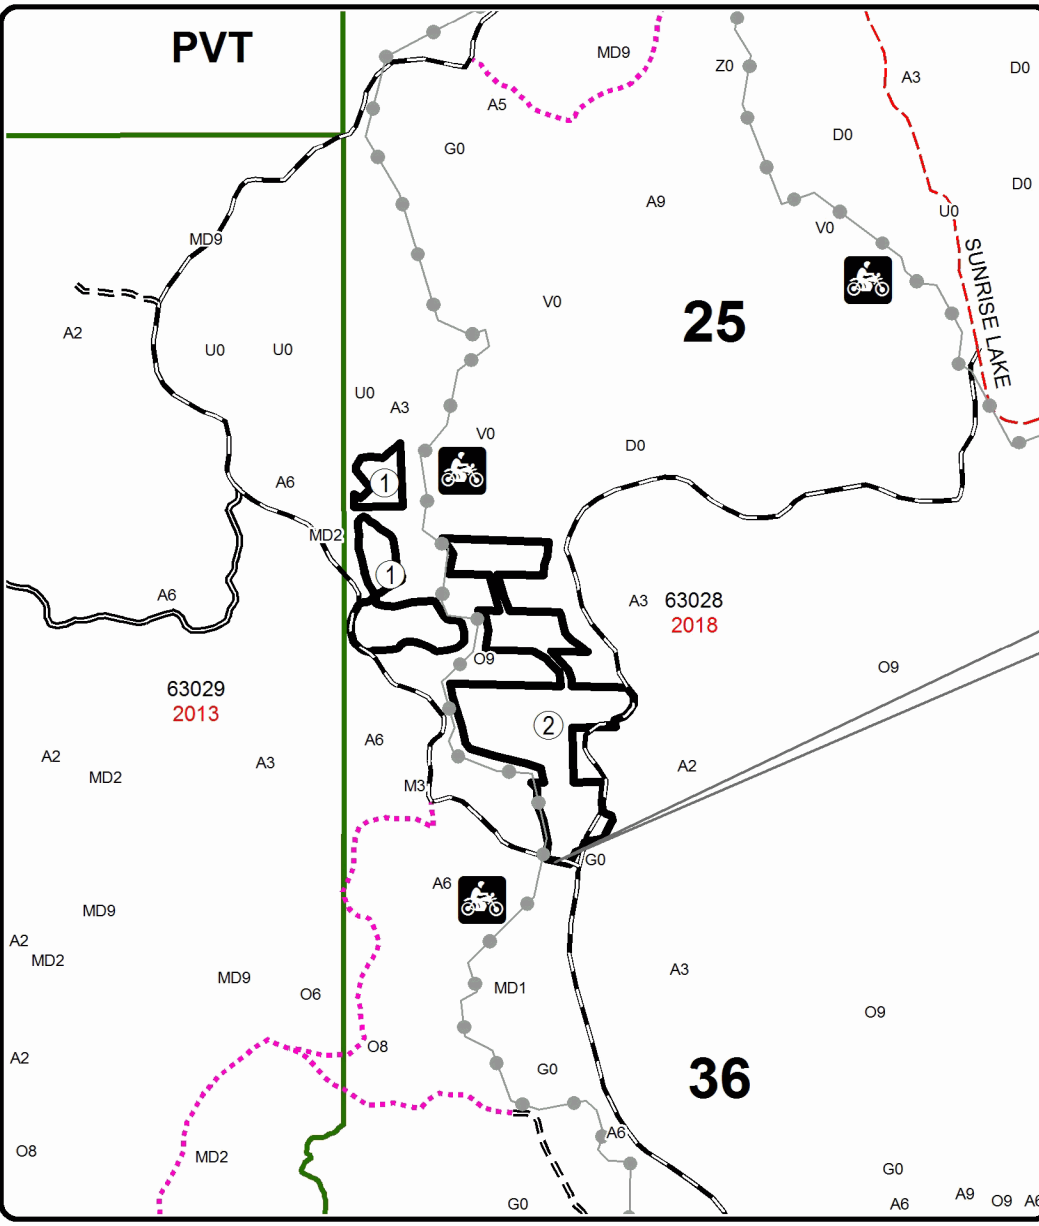 PVT
MD9
Z0
A3
D0
A5
D0
G0
D0
A9
U0
V0
MD9
SUNRISE LAKE
V0
25
A2
U0
U0
U0
A3
V0
D0
A6
1
MD2
1
A6
A3
63028
2018
O9
O9
63029
2013
2
A6
A2
A3
A2
MD2
M3
G0
A6
MD9
A2
MD2
A3
MD9
MD1
O6
O9
O8
A2
G0
36
A6
O8
MD2
G0
G0
A6
A9
O9